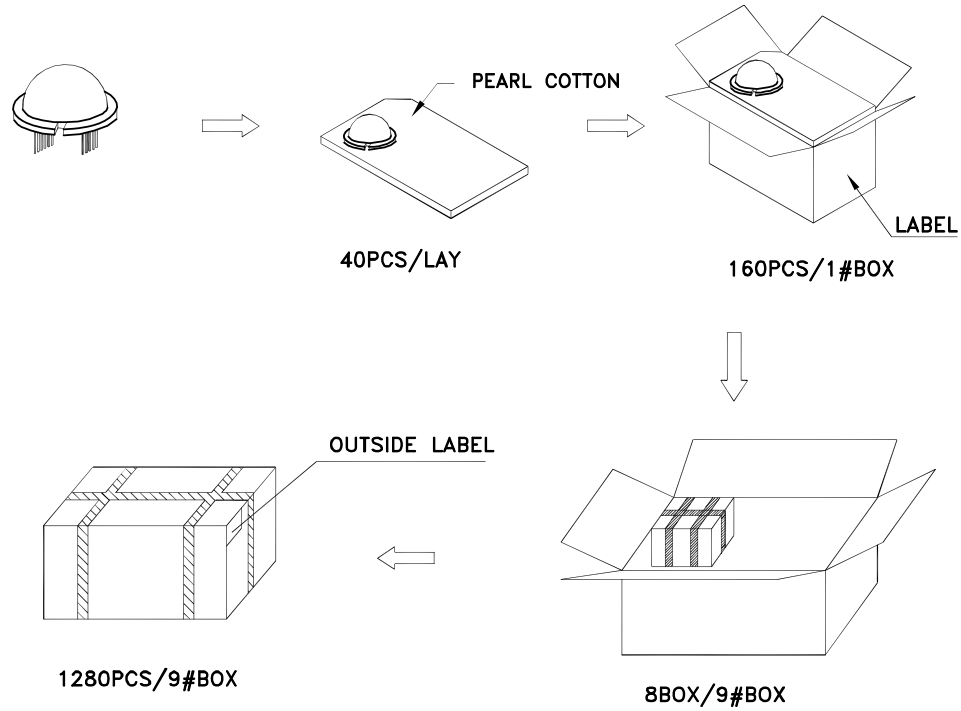 PEARL COTTON
40PCS/LAY
LABEL
160PCS/1#BOX
OUTSIDE LABEL
1280PCS/9#BOX
8BOX/9#BOX